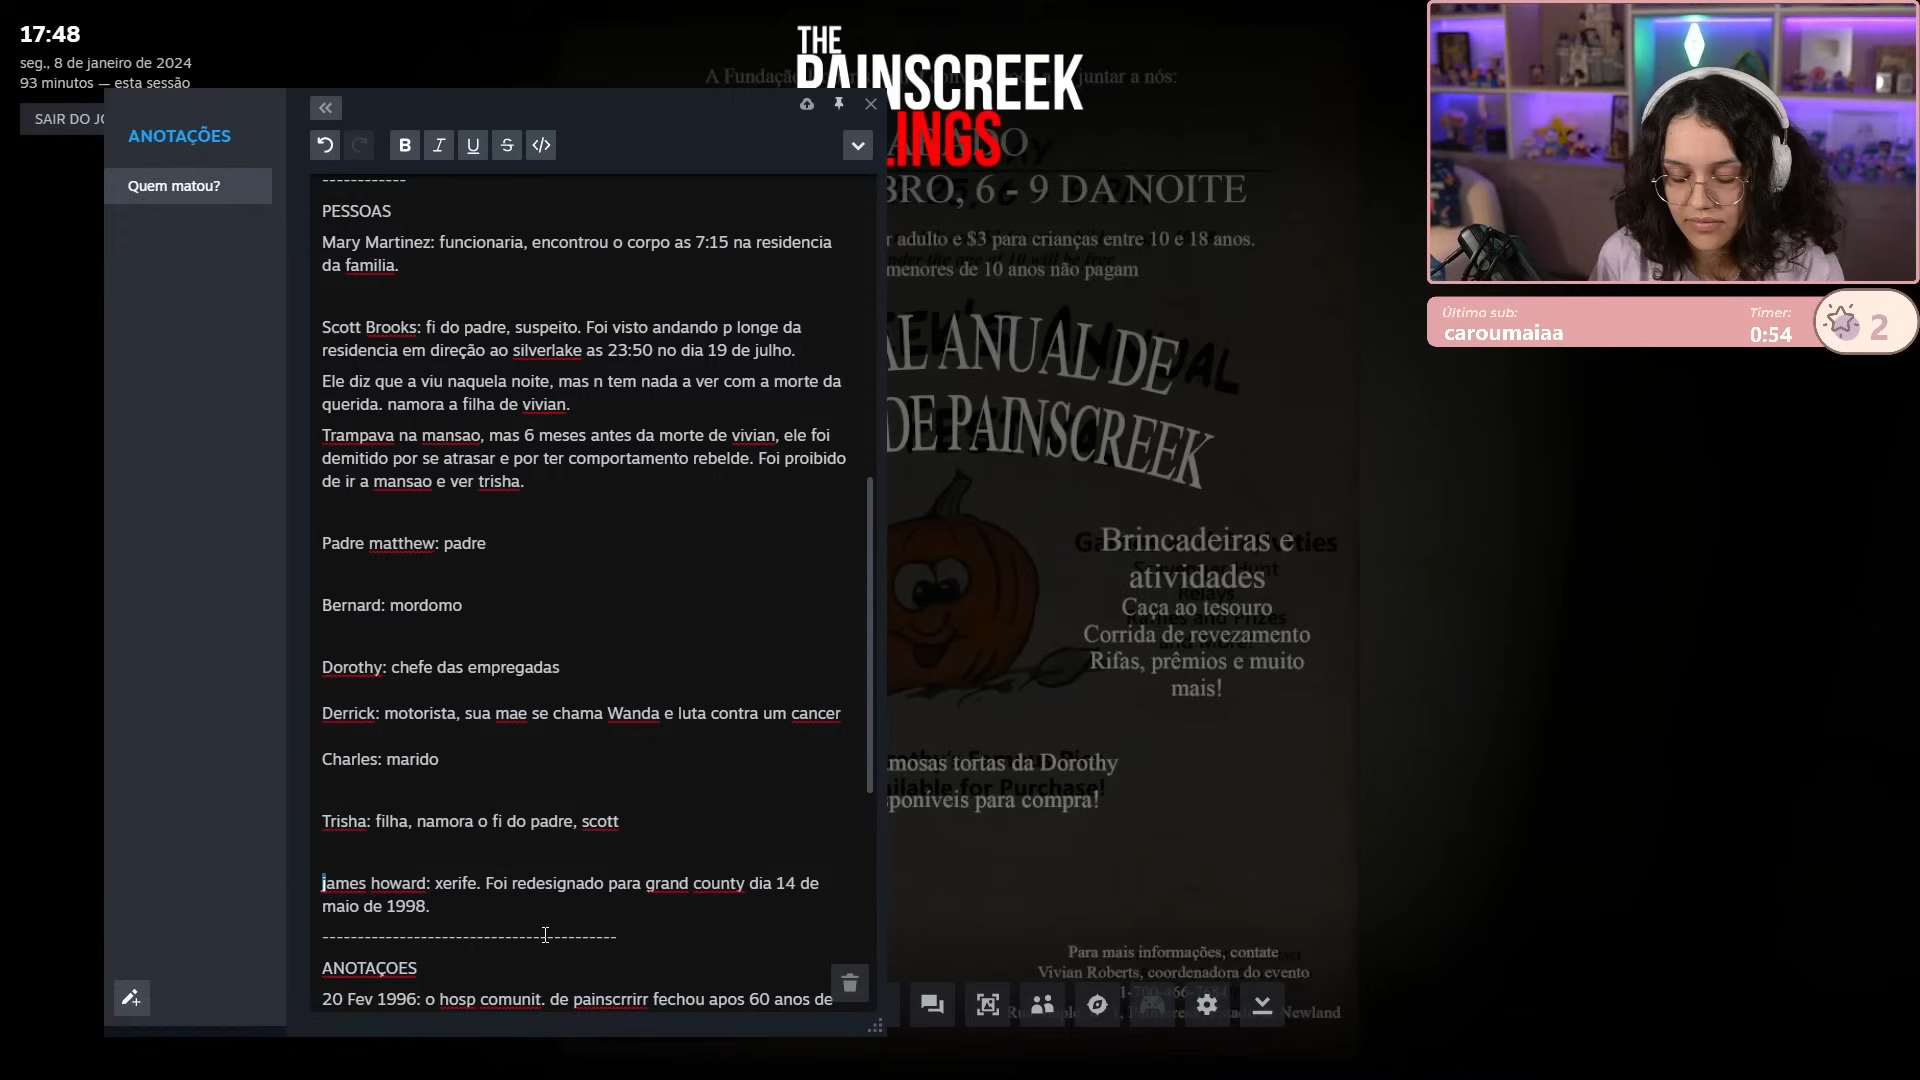 17:48
seg., 8 de janeiro de 2024
93 minutos — esta sessão
SAIR DO JO
ANOTAÇÕES
Quem matou?
------------
PESSOAS
Mary Martinez: funcionaria, encontrou o corpo as 7:15 na residencia
da familia.
Scott Brooks: fi do padre, suspeito. Foi visto andando p longe da
residencia em direção ao silverlake as 23:50 no dia 19 de julho.
Ele diz que a viu naquela noite, mas n tem nada a ver com a morte da
querida. namora a filha de vivian.
Trampava na mansao, mas 6 meses antes da morte de vivian, ele foi
demitido por se atrasar e por ter comportamento rebelde. Foi proibido
de ir a mansao e ver trisha.
Padre matthew: padre
Bernard: mordomo
Dorothy: chefe das empregadas
Derrick: motorista, sua mae se chama Wanda e luta contra um cancer
Charles: marido
Trisha: filha, namora o fi do padre, scott
james howard: xerife. Foi redesignado para grand county dia 14 de
maio de 1998.
------------------------------------------
ANOTAÇOES
20 Fev 1996: o hosp comunit. de painscrrirr fechou apos 60 anos de
THE
PAINSCREEK
LINGS
A Fundação
juntar a nós:
BRO, 6 - 9 DA NOITE
r adulto e $3 para crianças entre 10 e 18 anos.
menores de 10 anos não pagam
AL ANUAL DE
DE PAINSCREEK
Brincadeiras e
atividades
Caça ao tesouro
Corrida de revezamento
Rifas, prêmios e muito
mais!
mosas tortas da Dorothy
sponíveis para compra!
Para mais informações, contate
Vivian Roberts, coordenadora do evento
Newland
Último sub:
caroumaiaa
Timer:
0:54
2